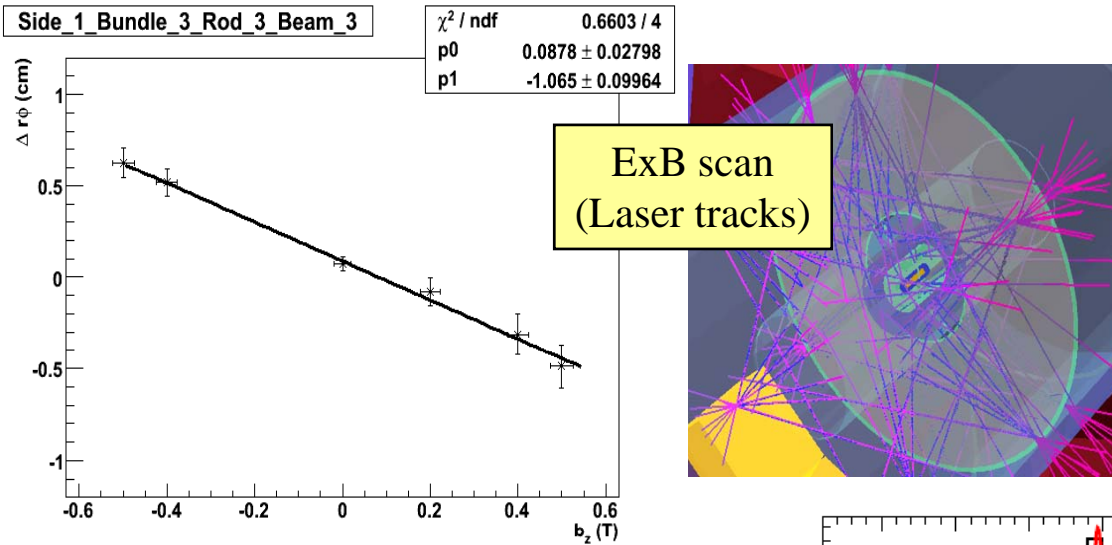 Side_1_Bundle_3_Rod_3_Beam_3
χ² / ndf 0.6603 / 4
p0 0.0878 ± 0.02798
p1 -1.065 ± 0.09964
Δ rφ (cm)
1
0.5
0
-0.5
-1
-0.6 -0.4 -0.2 0 0.2 0.4 0.6
b_z (T)
ExB scan
(Laser tracks)